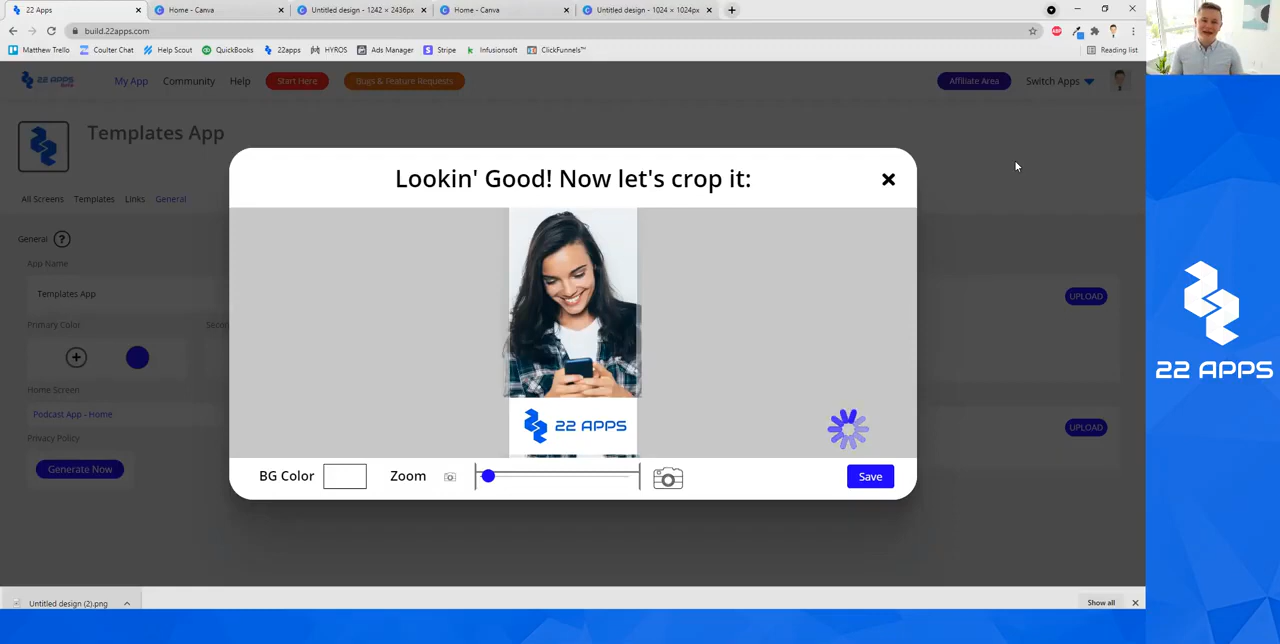 22 Apps
Home - Canva
Untitled design - 1242 × 2436px
Home - Canva
Untitled design - 1024 × 1024px
build.22apps.com
Matthew Trello
Coulter Chat
Help Scout
QuickBooks
22apps
HYROS
Ads Manager
Stripe
Infusionsoft
ClickFunnels™
Reading list
22 APPS
My App
Community
Help
Start Here
Bugs & Feature Requests
Affiliate Area
Switch Apps
Templates App
All Screens
Templates
Links
General
General ?
App Name
Templates App
UPLOAD
Primary Color
Secon
Home Screen
Podcast App - Home
Privacy Policy
Generate Now
UPLOAD
Lookin' Good! Now let's crop it:
22 APPS
BG Color
Zoom
Save
Untitled design (2).png
Show all
22 APPS